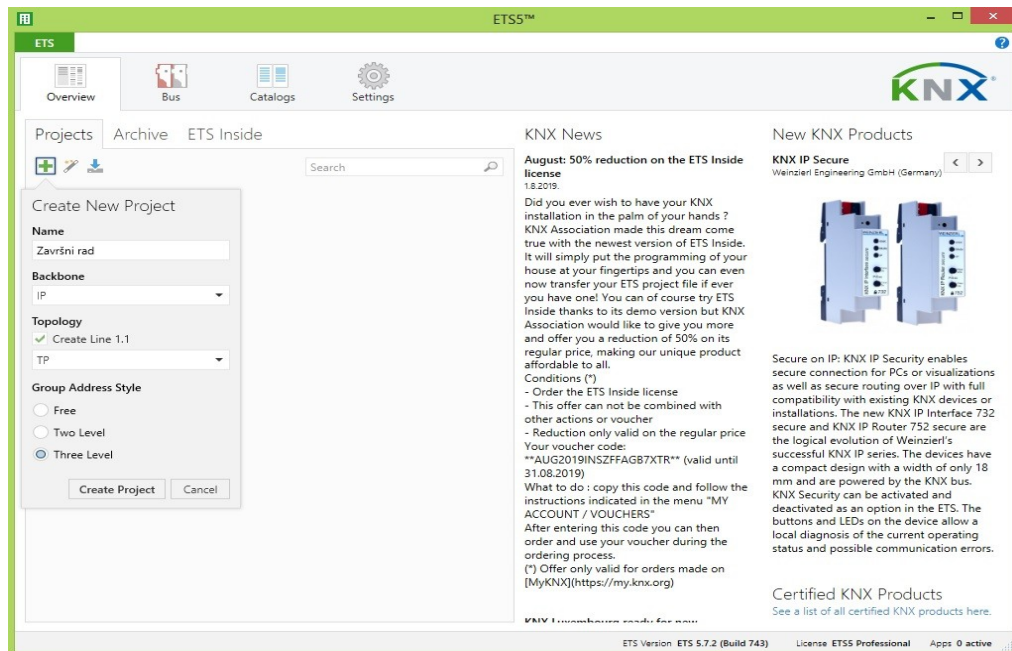 ETS5™
ETS
Overview
Bus
Catalogs
Settings
KNX
Projects
Archive
ETS Inside
Search
Create New Project
Name
Završni rad
Backbone
IP
Topology
Create Line 1.1
TP
Group Address Style
Free
Two Level
Three Level
Create Project
Cancel
KNX News
August: 50% reduction on the ETS Inside
license
1.8.2019.
Did you ever wish to have your KNX
installation in the palm of your hands ?
KNX Association made this dream come
true with the newest version of ETS Inside.
It will simply put the programming of your
house at your fingertips and you can even
now transfer your ETS project file if ever
you have one! You can of course try ETS
Inside thanks to its demo version but KNX
Association would like to give you more
and offer you a reduction of 50% on its
regular price, making our unique product
affordable to all.
Conditions (*)
- Order the ETS Inside license
- This offer can not be combined with
other actions or voucher
- Reduction only valid on the regular price
Your voucher code:
**AUG2019INSZFFAGB7XTR** (valid until
31.08.2019)
What to do : copy this code and follow the
instructions indicated in the menu "MY
ACCOUNT / VOUCHERS"
After entering this code you can then
order and use your voucher during the
ordering process.
(*) Offer only valid for orders made on
[MyKNX](https://my.knx.org)
KNX Luxembourg ready for new
New KNX Products
KNX IP Secure
Weinzierl Engineering GmbH (Germany)
Secure on IP: KNX IP Security enables
secure connection for PCs or visualizations
as well as secure routing over IP with full
compatibility with existing KNX devices or
installations. The new KNX IP Interface 732
secure and KNX IP Router 752 secure are
the logical evolution of Weinzierl's
successful KNX IP series. The devices have
a compact design with a width of only 18
mm and are powered by the KNX bus.
KNX Security can be activated and
deactivated as an option in the ETS. The
buttons and LEDs on the device allow a
local diagnosis of the current operating
status and possible communication errors.
Certified KNX Products
See a list of all certified KNX products here.
ETS Version ETS 5.7.2 (Build 743)
License ETS5 Professional
Apps 0 active